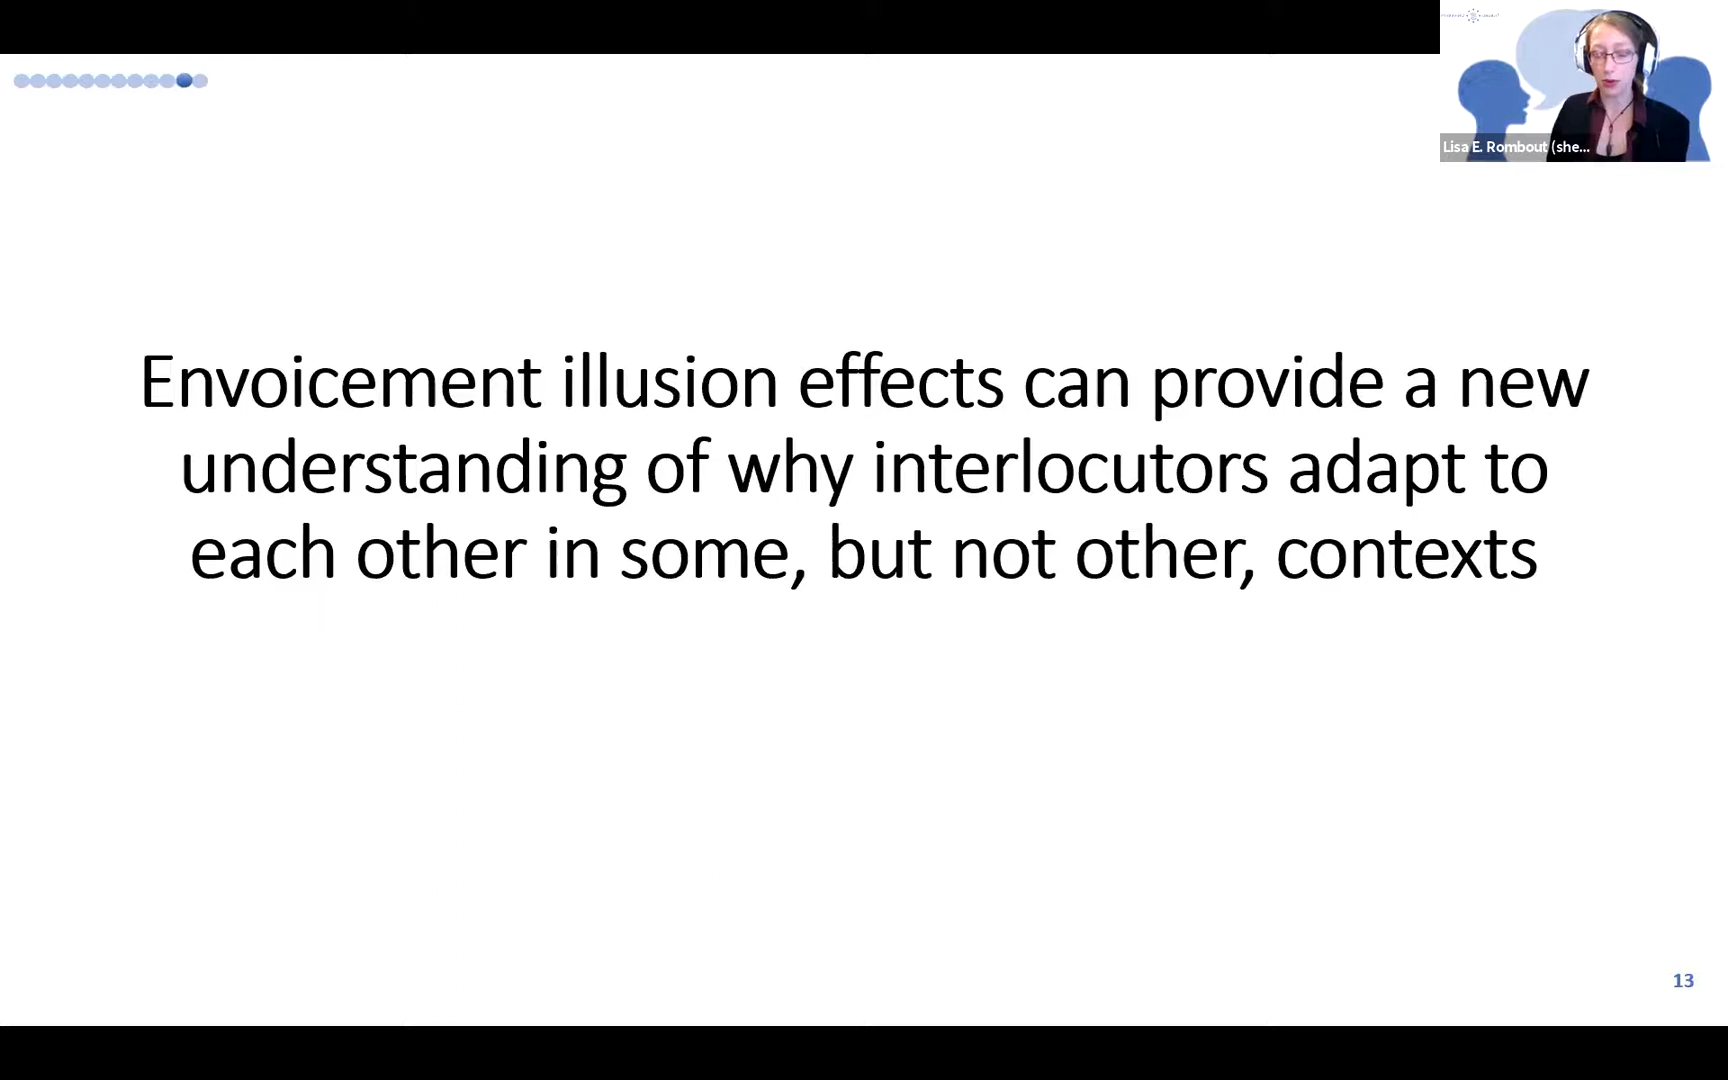 Lisa E. Rombout (she...
Envoicement illusion effects can provide a new
understanding of why interlocutors adapt to
each other in some, but not other, contexts
13